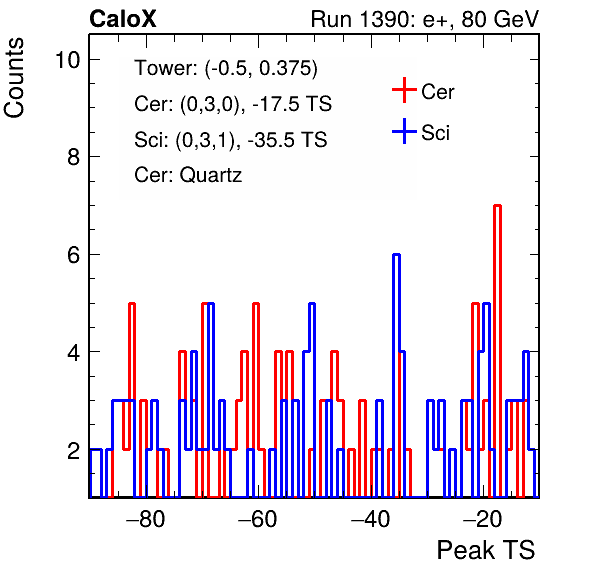 CaloX
Run 1390: e+, 80 GeV
Counts
Tower: (-0.5, 0.375)
Cer: (0,3,0), -17.5 TS
Sci: (0,3,1), -35.5 TS
Cer: Quartz
Cer
Sci
10
8
6
4
2
−80
−60
−40
−20
Peak TS